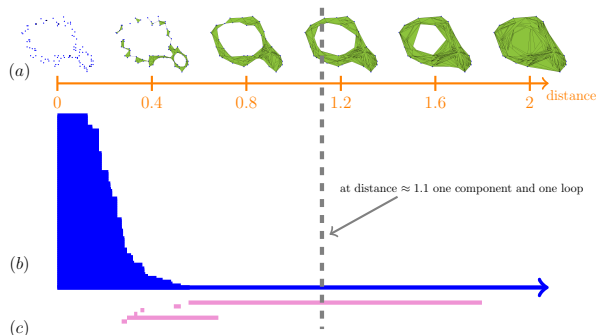 (a)
0 0.4 0.8 1.2 1.6 2
distance
at distance ≈ 1.1 one component and one loop
(b)
(c)